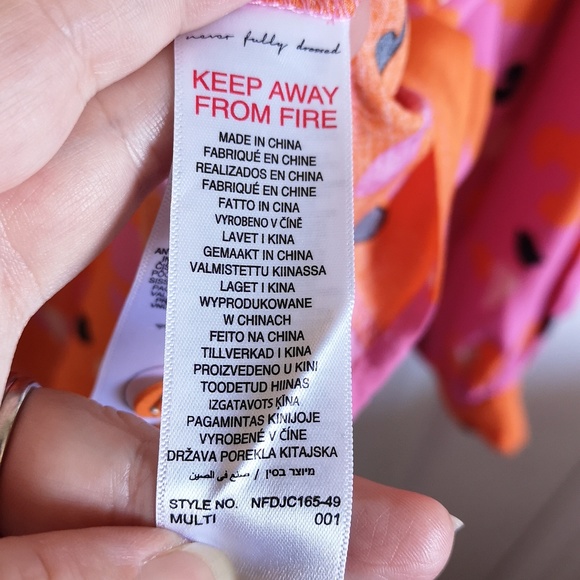 never fully dressed
KEEP AWAY
FROM FIRE
MADE IN CHINA
FABRIQUÉ EN CHINE
REALIZADOS EN CHINA
FABRIQUÉ EN CHINE
FATTO IN CINA
VYROBENO V ČÍNĚ
LAVET I KINA
GEMAAKT IN CHINA
VALMISTETTU KIINASSA
LAGET I KINA
WYPRODUKOWANE
W CHINACH
FEITO NA CHINA
TILLVERKAD I KINA
PROIZVEDENO U KINI
TOODETUD HIINAS
IZGATAVOTS ĶĪNA
PAGAMINTAS KINIJOJE
VYROBENÉ V ČÍNE
DRŽAVA POREKLA KITAJSKA
מיוצר בסין / صنع في الصين
STYLE NO. NFDJC165-49
MULTI 001